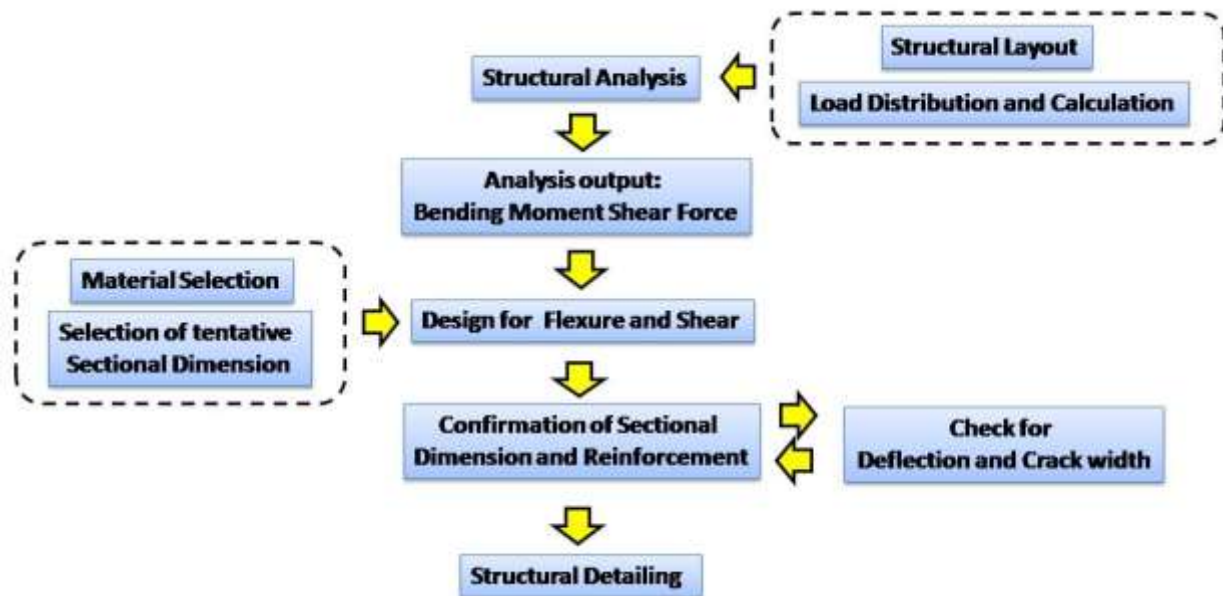 Structural Layout
Structural Analysis
Load Distribution and Calculation
Analysis output:
Bending Moment Shear Force
Material Selection
Selection of tentative
Sectional Dimension
Design for Flexure and Shear
Confirmation of Sectional
Dimension and Reinforcement
Check for
Deflection and Crack width
Structural Detailing